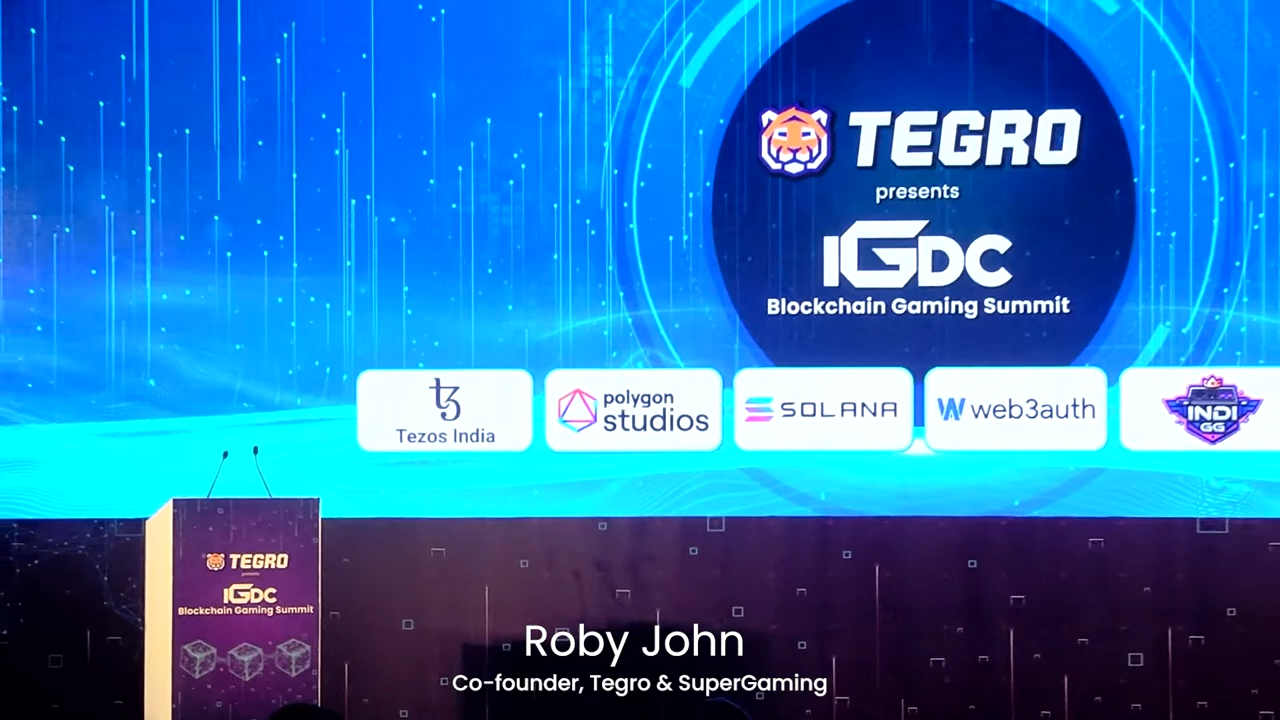 TEGRO
presents
IGDC
Blockchain Gaming Summit
Tezos India
polygon studios
SOLANA
web3auth
INDI GG
TEGRO
presents
IGDC
Blockchain Gaming Summit
Roby John
Co-founder, Tegro & SuperGaming